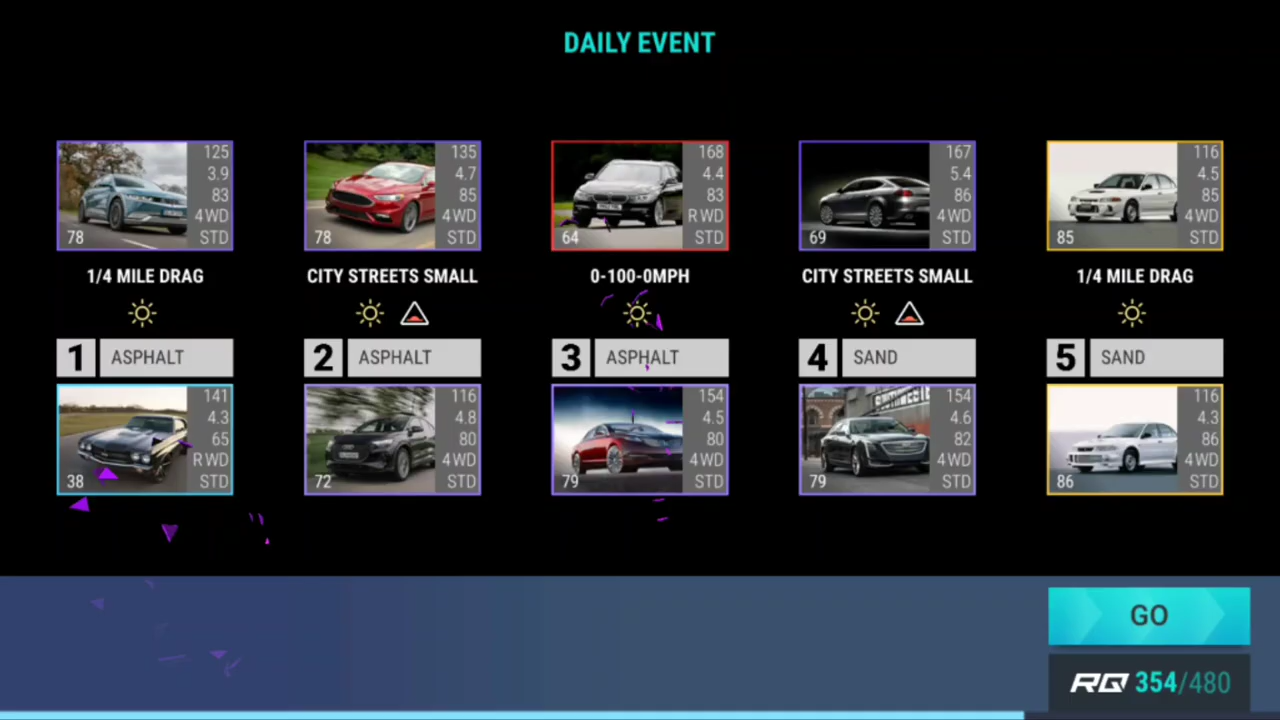 DAILY EVENT
125
3.9
83
4WD
78 STD
135
4.7
85
4WD
78 STD
168
4.4
83
RWD
64 STD
167
5.4
86
4WD
69 STD
116
4.5
85
4WD
85 STD
1/4 MILE DRAG
CITY STREETS SMALL
0-100-0MPH
CITY STREETS SMALL
1/4 MILE DRAG
1 ASPHALT
2 ASPHALT
3 ASPHALT
4 SAND
5 SAND
141
4.3
65
RWD
38 STD
116
4.8
80
4WD
72 STD
154
4.5
80
4WD
79 STD
154
4.6
82
4WD
79 STD
116
4.3
86
4WD
86 STD
GO
RQ 354/480